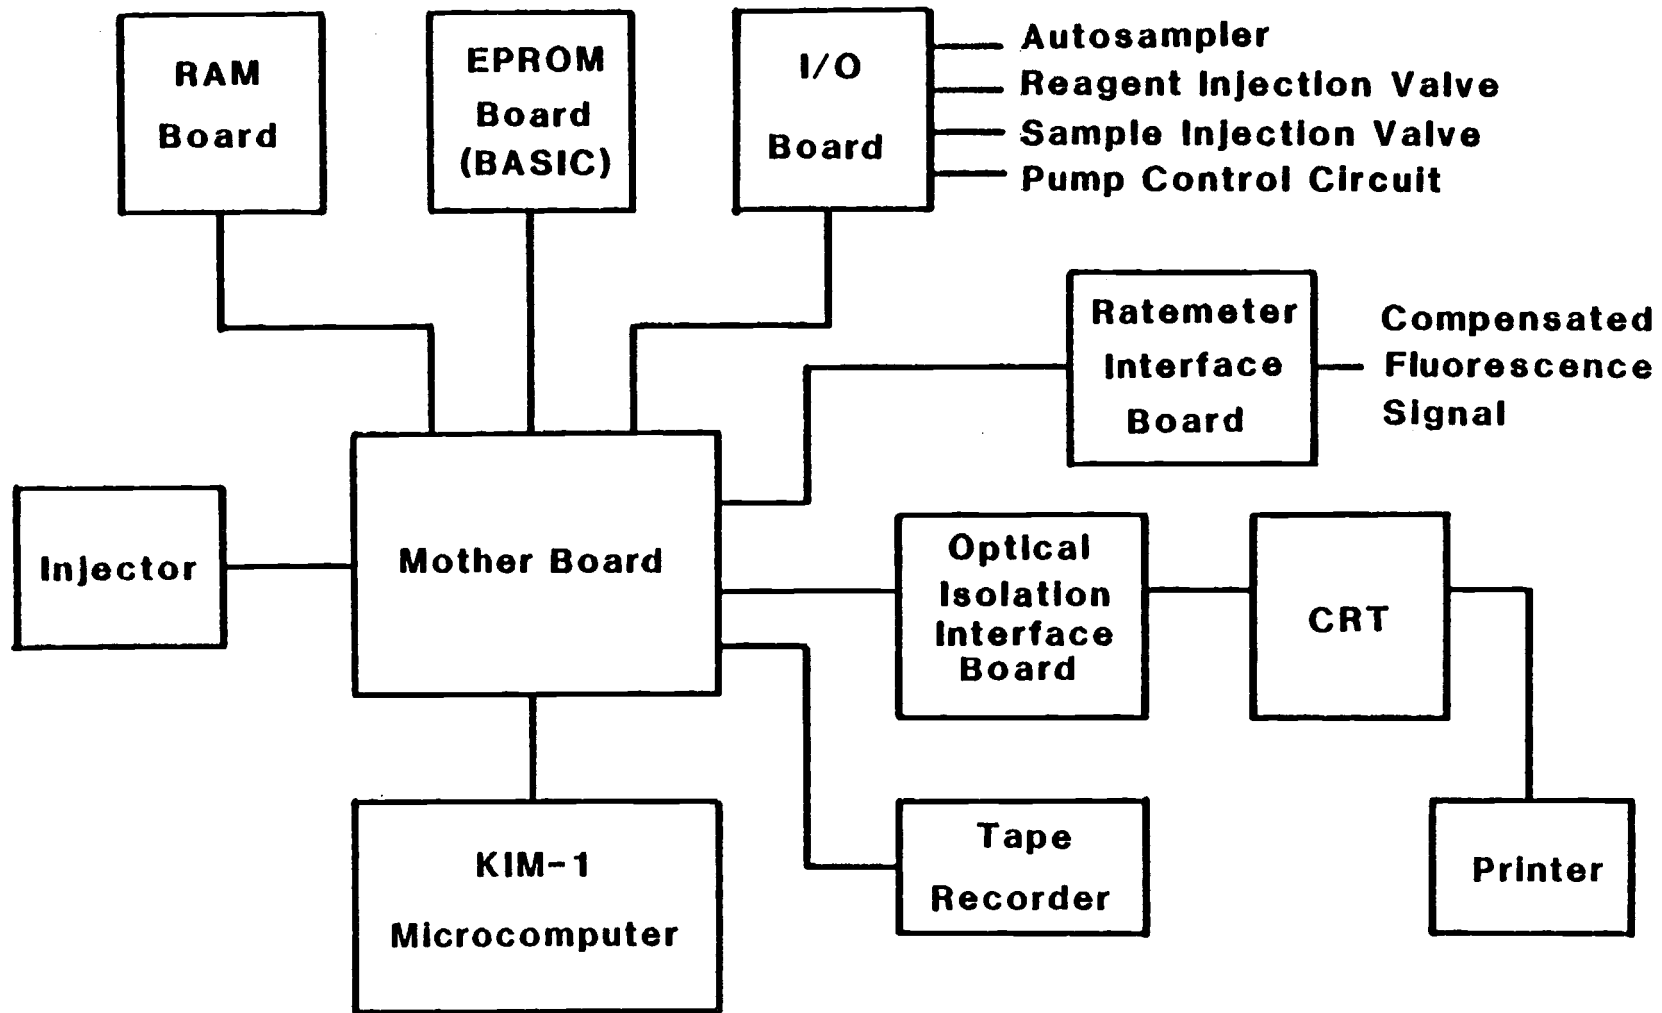 RAM
Board
EPROM
Board
(BASIC)
I/O
Board
Autosampler
Reagent Injection Valve
Sample Injection Valve
Pump Control Circuit
Ratemeter
Interface
Board
Compensated
Fluorescence
Signal
Injector
Mother Board
Optical
Isolation
Interface
Board
CRT
KIM-1
Microcomputer
Tape
Recorder
Printer